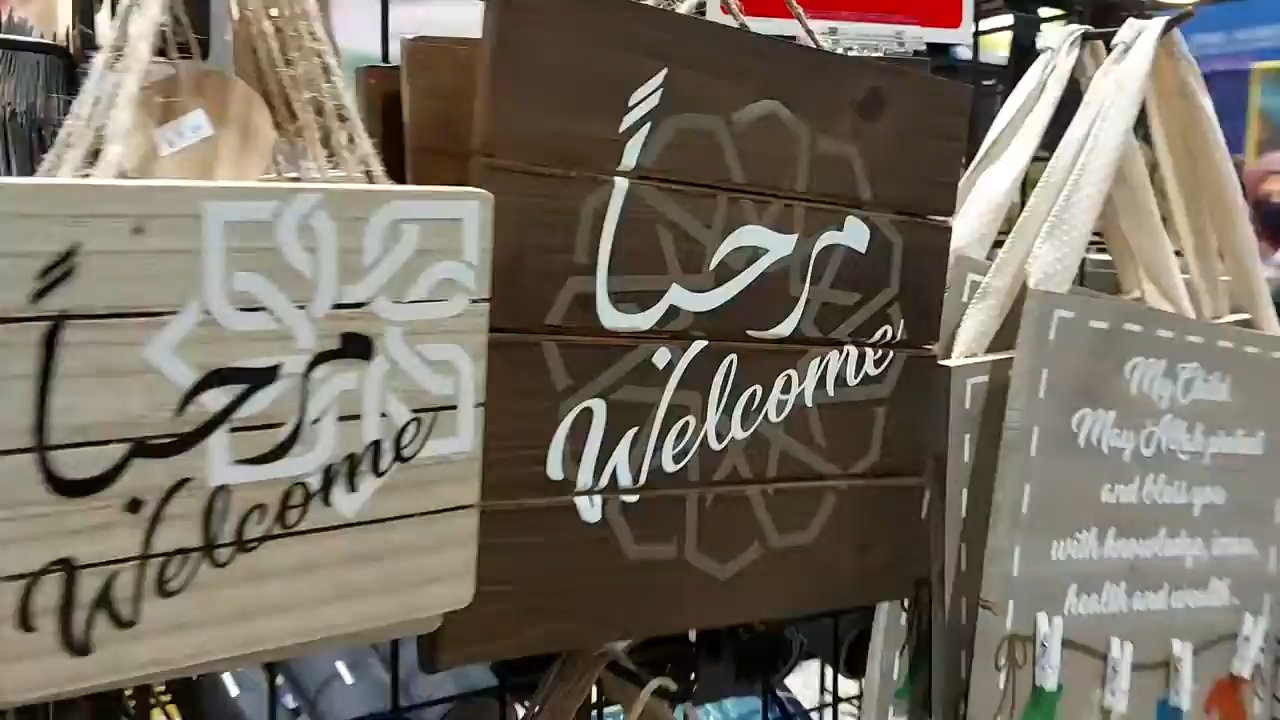 مرحباً
Welcome
مرحباً
Welcome
My Child
May Allah protect
and bless you
with knowledge, iman,
health and wealth.